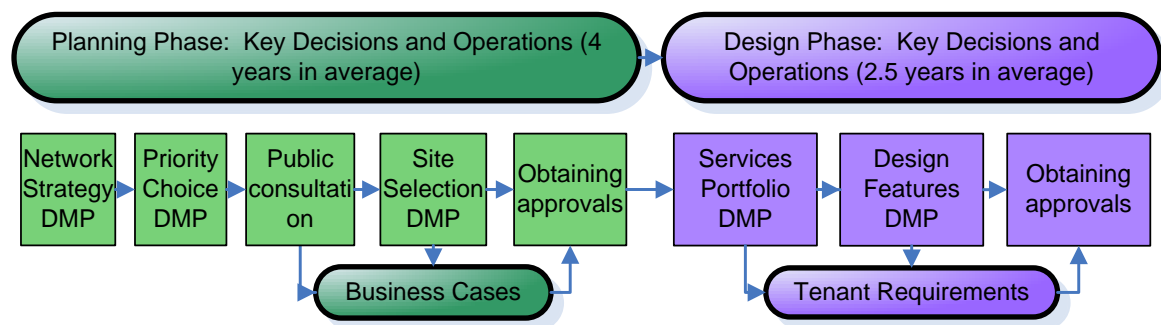 Planning Phase:  Key Decisions and Operations (4
years in average)
Design Phase:  Key Decisions and
Operations (2.5 years in average)
Network
Strategy
DMP
Priority
Choice
DMP
Public
consultati
on
Site
Selection
DMP
Obtaining
approvals
Services
Portfolio
DMP
Design
Features
DMP
Obtaining
approvals
Business Cases
Tenant Requirements